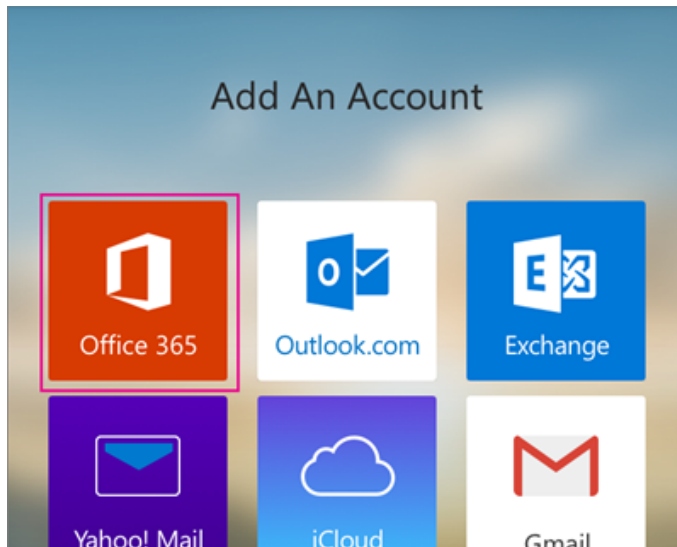 Add An Account
Office 365
Outlook.com
Exchange
Yahoo! Mail
iCloud
Gmail